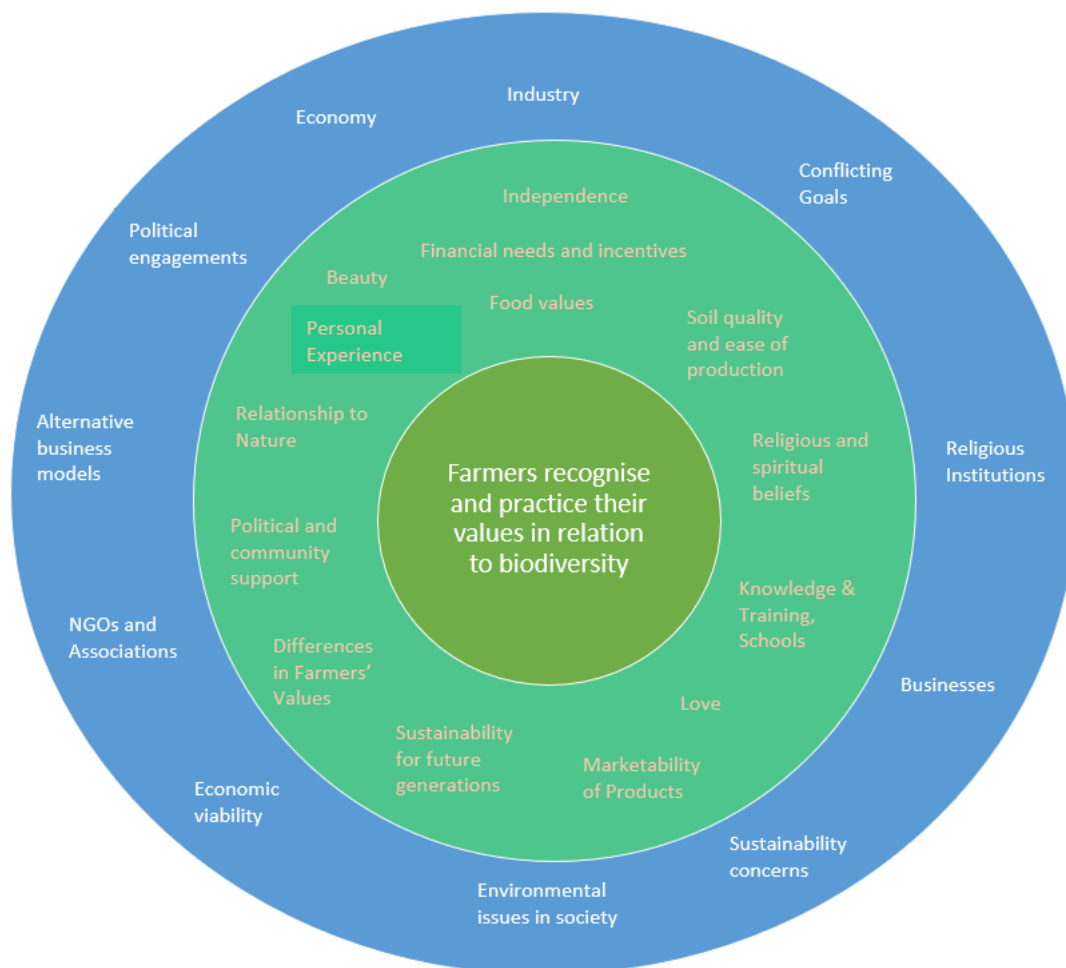 Industry
Economy
Conflicting
Goals
Political
engagements
Independence
Financial needs and incentives
Beauty
Food values
Personal
Experience
Soil quality
and ease of
production
Relationship to
Nature
Alternative
business
models
Religious and
spiritual
beliefs
Religious
Institutions
Farmers recognise
and practice their
values in relation
to biodiversity
Political and
community
support
Knowledge &
Training,
Schools
NGOs and
Associations
Differences
in Farmers'
Values
Businesses
Love
Sustainability
for future
generations
Marketability
of Products
Economic
viability
Sustainability
concerns
Environmental
issues in society